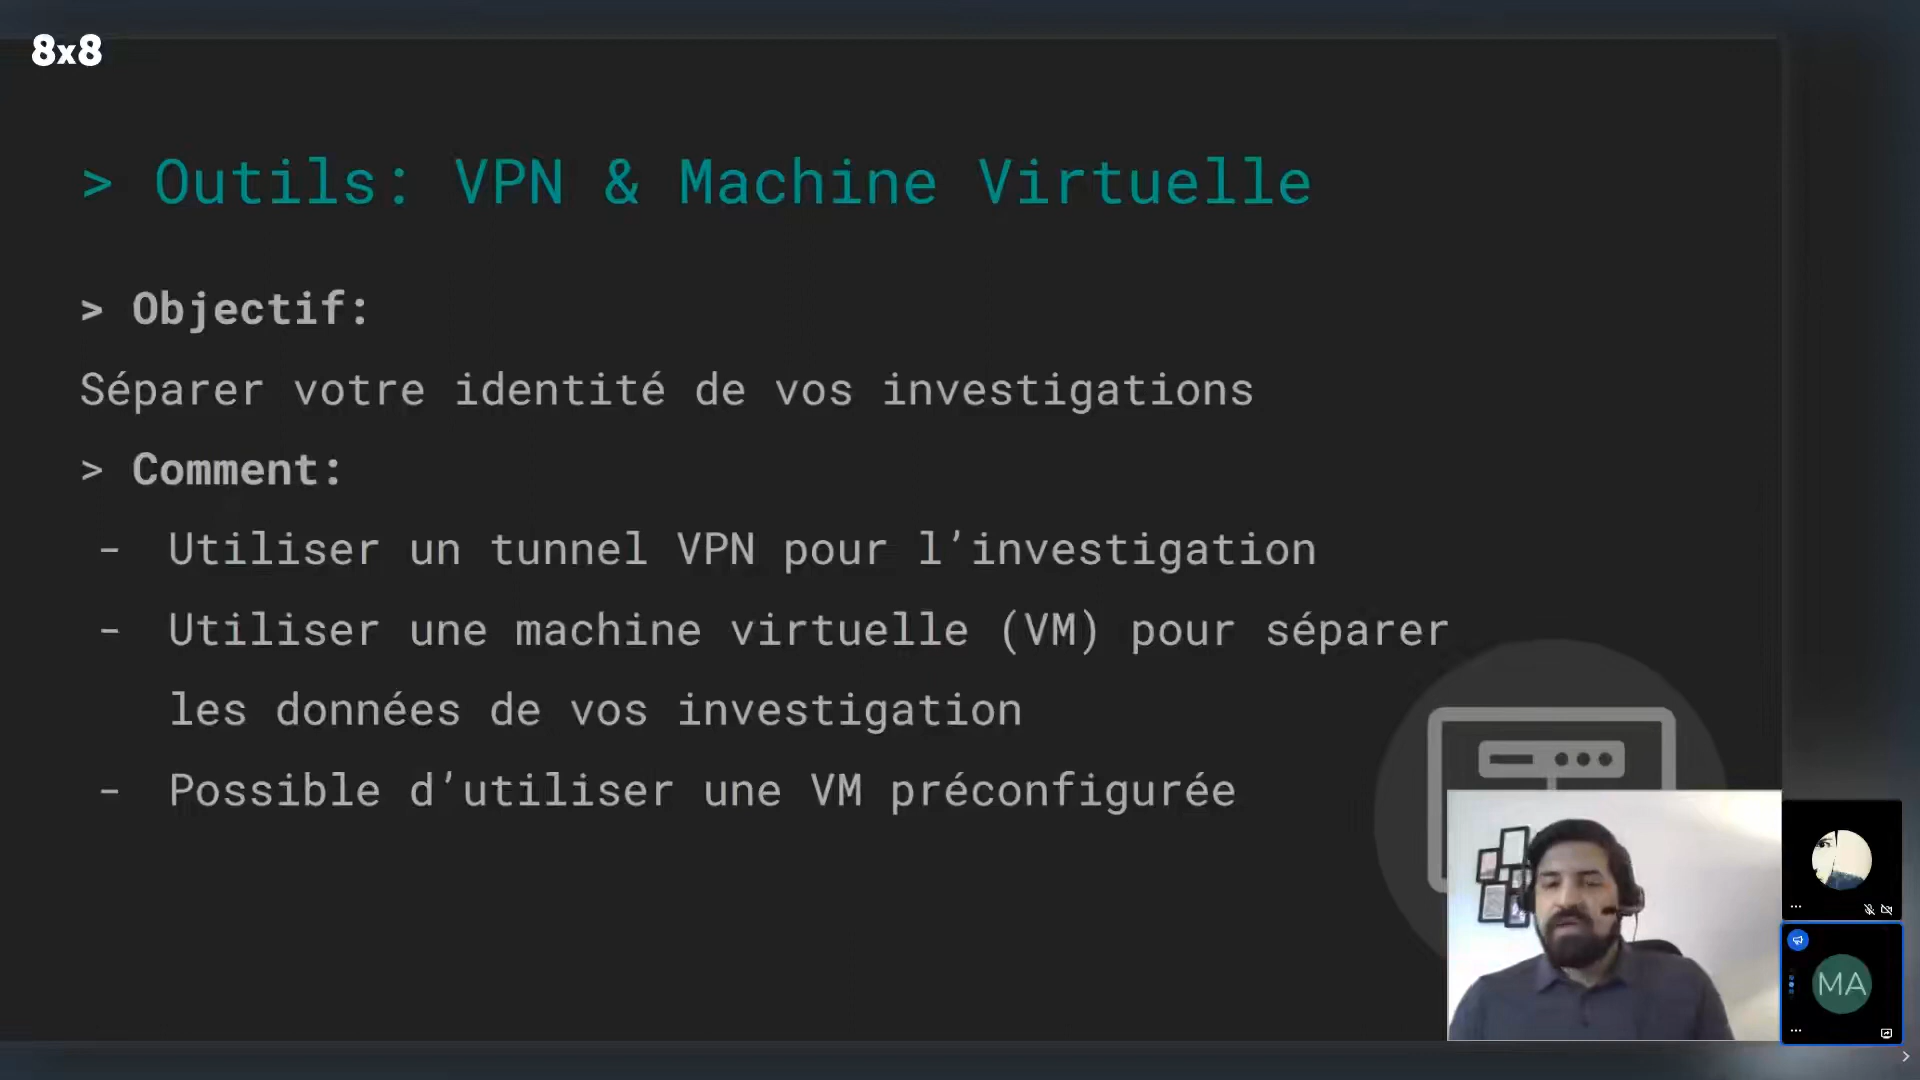 8x8
> Outils: VPN & Machine Virtuelle
> Objectif:
Séparer votre identité de vos investigations
> Comment:
- Utiliser un tunnel VPN pour l’investigation
- Utiliser une machine virtuelle (VM) pour séparer
les données de vos investigation
- Possible d’utiliser une VM préconfigurée
MA